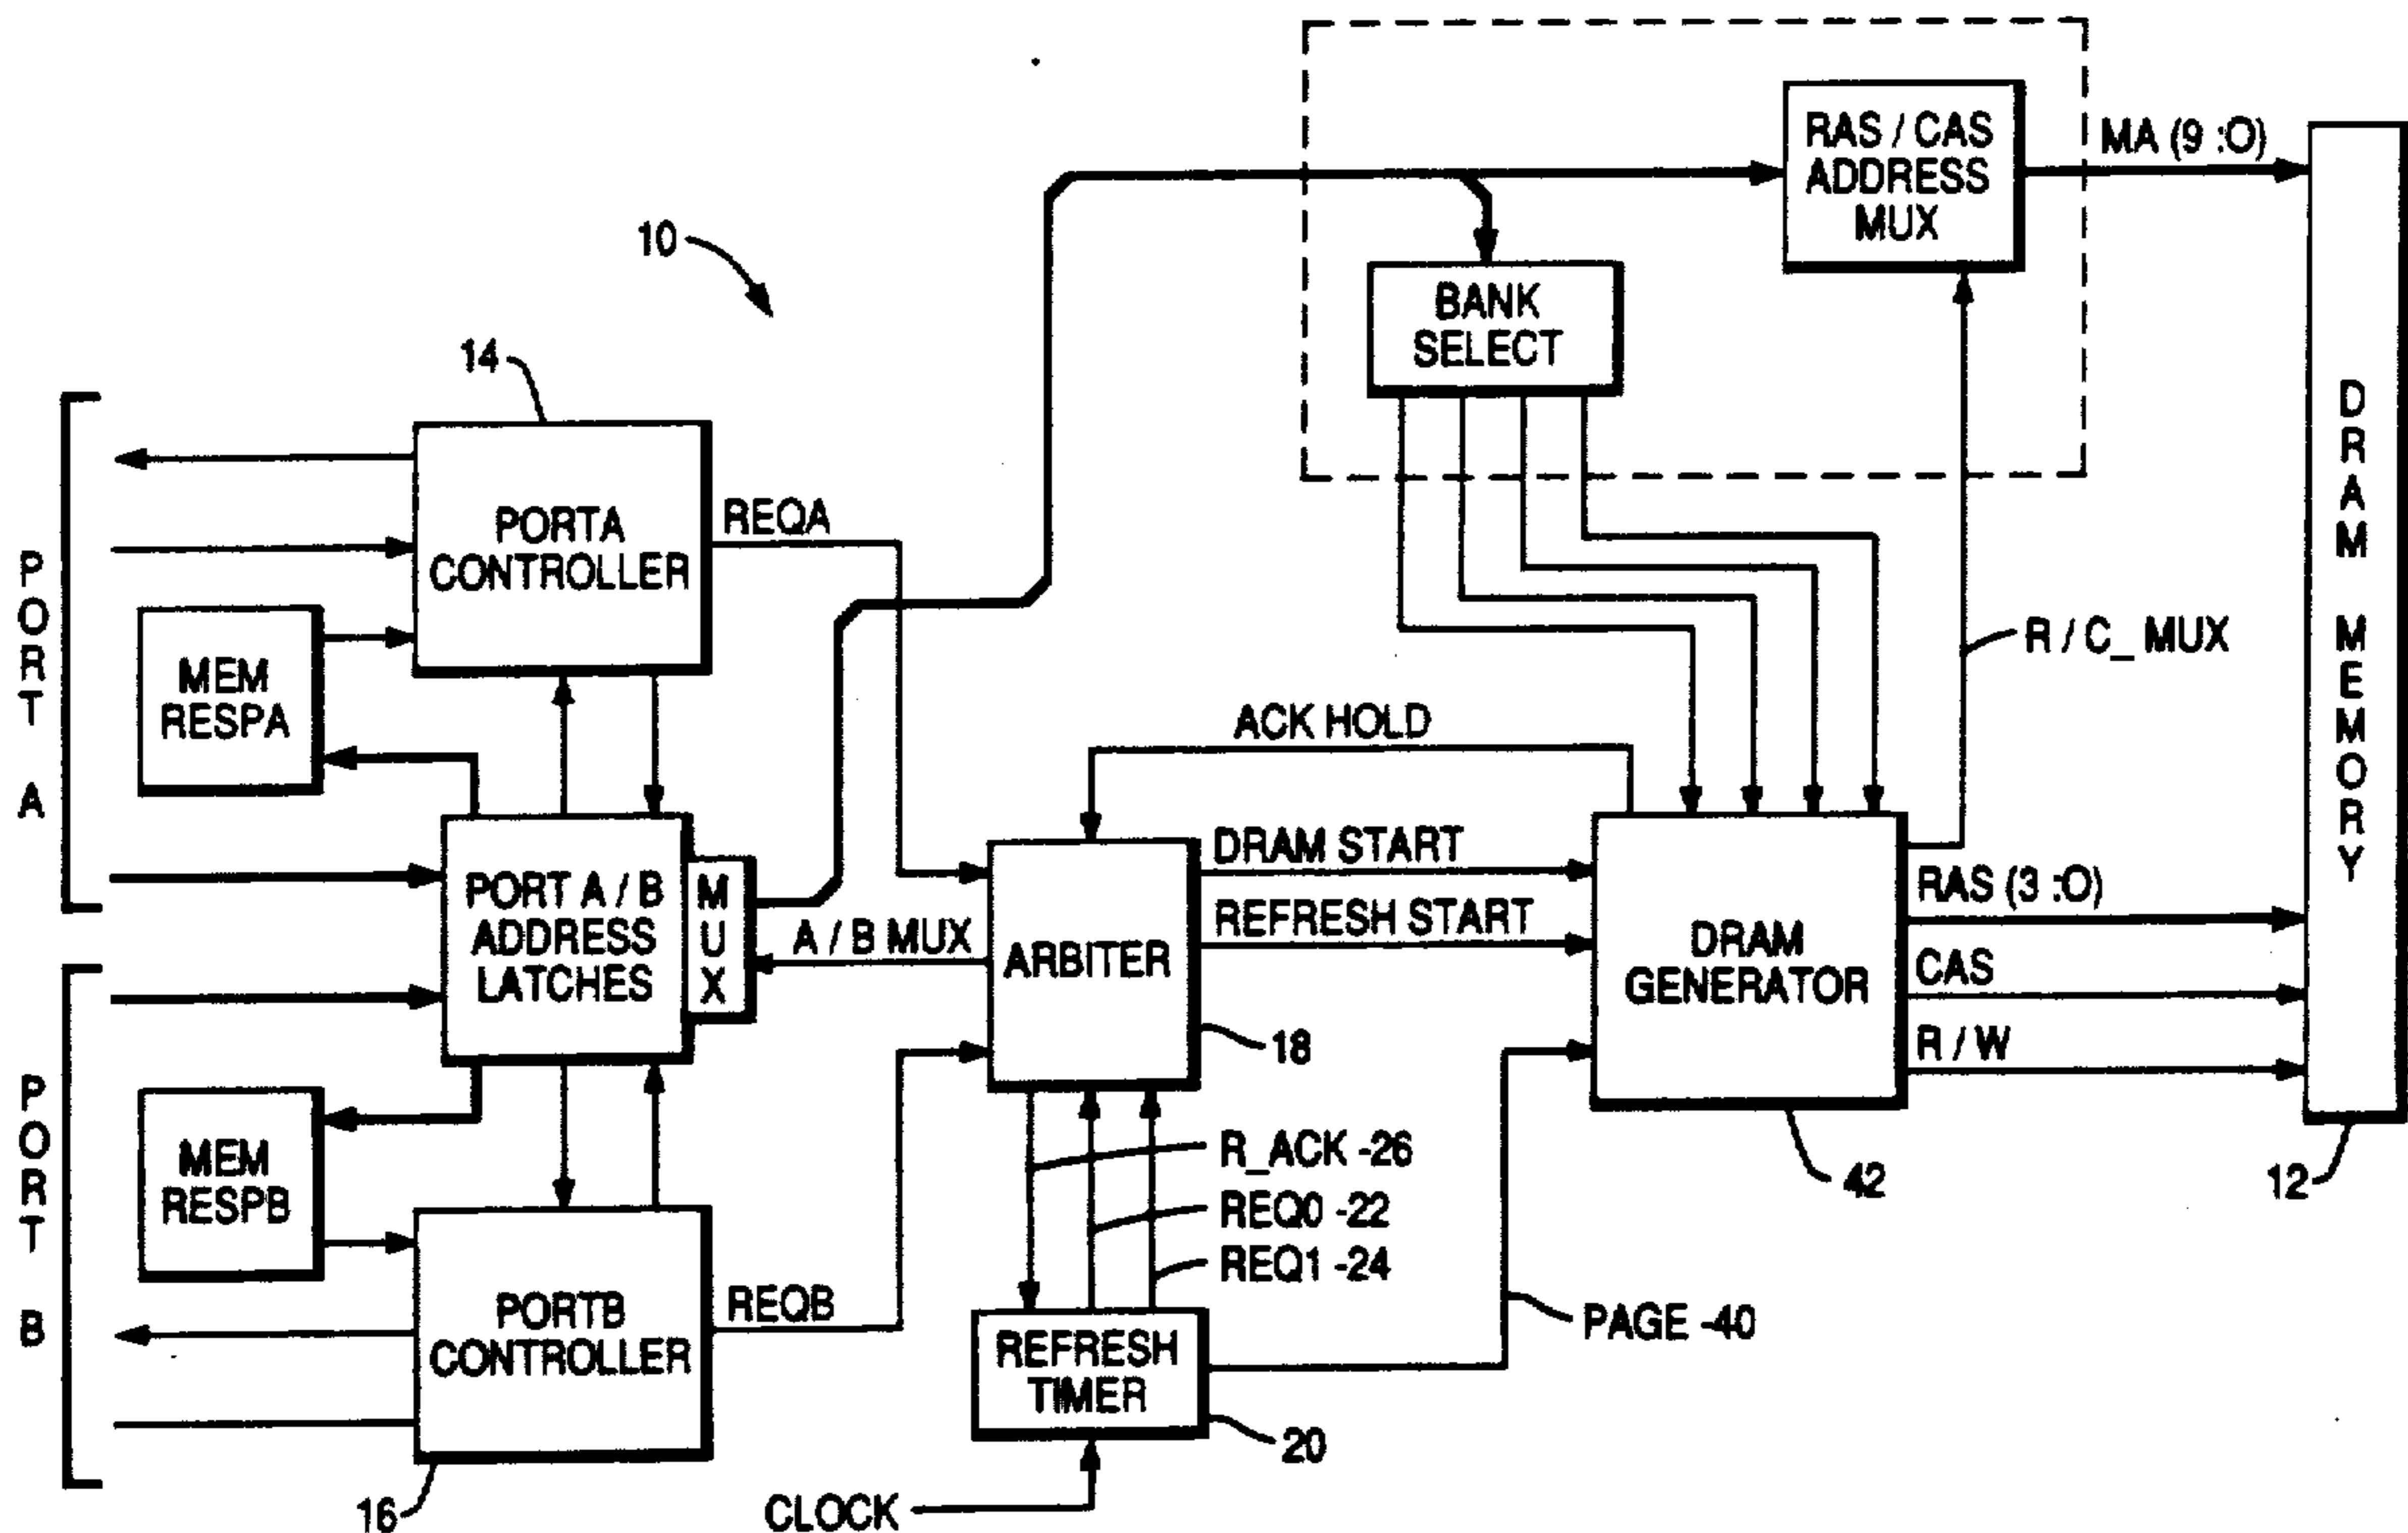 RAS / CAS
ADDRESS
MUX
MA (9 :O)
10
BANK
SELECT
14
PORTA
CONTROLLER
REQA
R / C_ MUX
DRAM MEMORY
PORT A
MEM
RESPA
ACK HOLD
PORT A / B
ADDRESS
LATCHES
MUX
A / B MUX
ARBITER
18
DRAM START
REFRESH START
DRAM
GENERATOR
42
RAS (3 :O)
CAS
R / W
12
PORT B
MEM
RESPB
R_ACK -26
REQ0 -22
REQ1 -24
PORTB
CONTROLLER
REQB
16
REFRESH
TIMER
20
PAGE -40
CLOCK